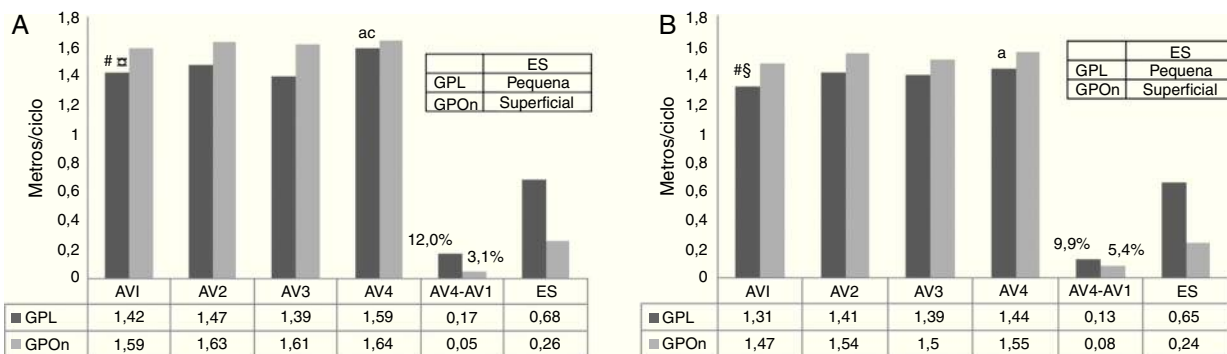 A
1,8
1,6
1,4
1,2
1
0,8
0,6
0,4
0,2
0
Metros/ciclo
# ¤
ac
ES
GPL Pequena
GPOn Superficial
12,0%
3,1%
AVI AV2 AV3 AV4 AV4-AV1 ES
GPL 1,42 1,47 1,39 1,59 0,17 0,68
GPOn 1,59 1,63 1,61 1,64 0,05 0,26
B
1,8
1,6
1,4
1,2
1
0,8
0,6
0,4
0,2
0
Metros/ciclo
#§
a
ES
GPL Pequena
GPOn Superficial
9,9%
5,4%
AVI AV2 AV3 AV4 AV4-AV1 ES
GPL 1,31 1,41 1,39 1,44 0,13 0,65
GPOn 1,47 1,54 1,5 1,55 0,08 0,24